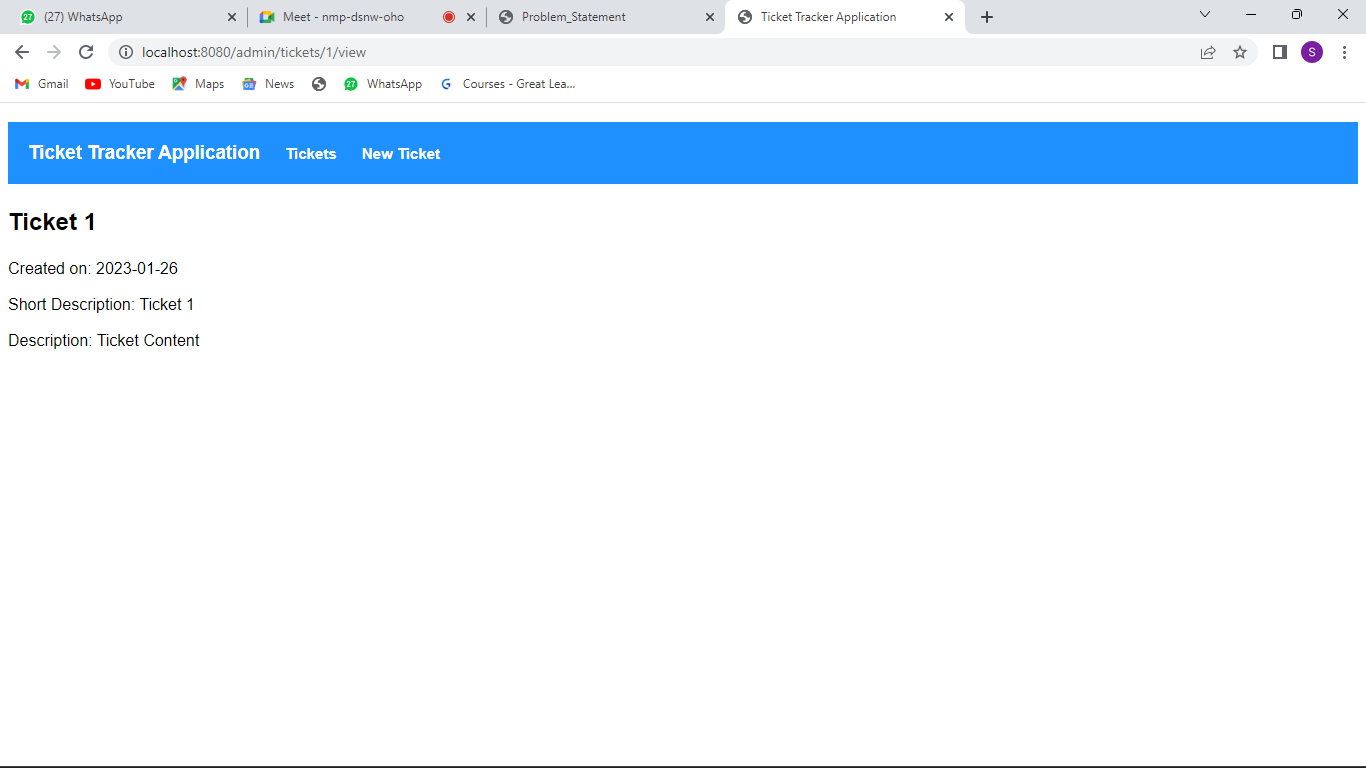 (27) WhatsApp
Meet - nmp-dsnw-oho
Problem_Statement
Ticket Tracker Application
localhost:8080/admin/tickets/1/view
S
Gmail
YouTube
Maps
News
27
WhatsApp
Courses - Great Lea...
Ticket Tracker Application Tickets New Ticket
Ticket 1
Created on: 2023-01-26
Short Description: Ticket 1
Description: Ticket Content